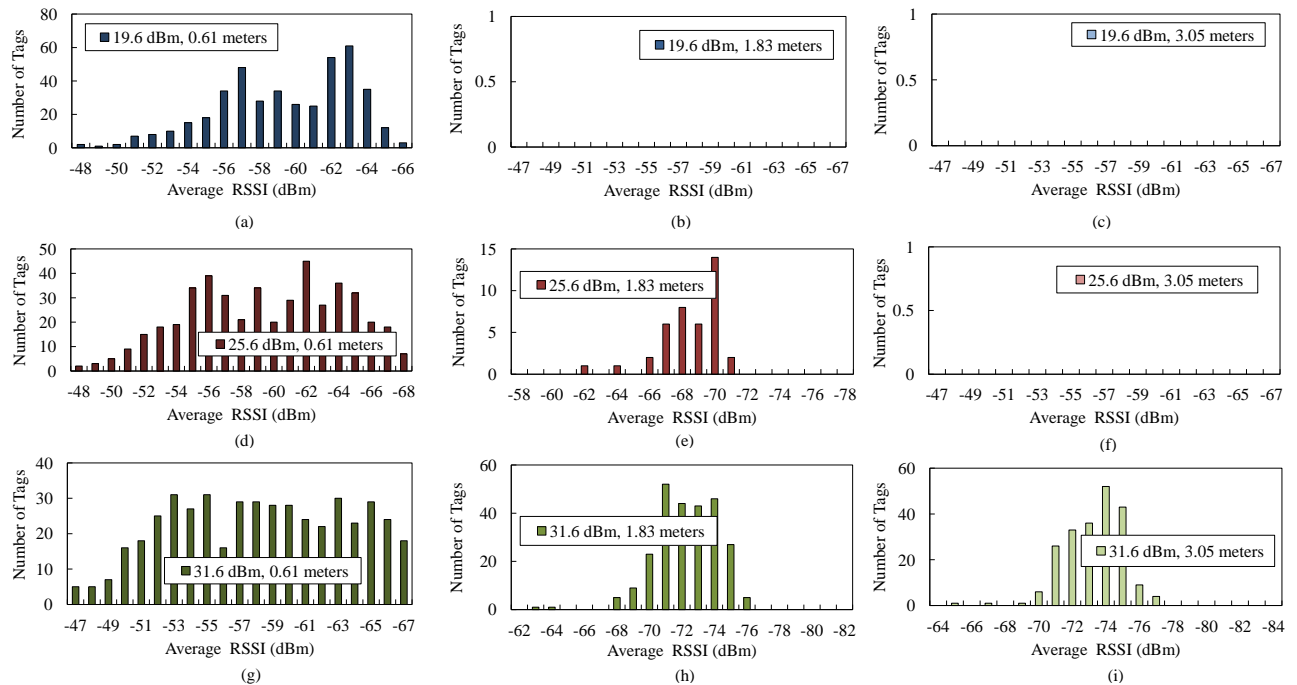 80
60
40
20
0
Number of Tags
19.6 dBm, 0.61 meters
-48 -50 -52 -54 -56 -58 -60 -62 -64 -66
Average RSSI (dBm)
(a)
1
0.5
0
Number of Tags
19.6 dBm, 1.83 meters
-47 -49 -51 -53 -55 -57 -59 -61 -63 -65 -67
Average RSSI (dBm)
(b)
1
0.5
0
Number of Tags
19.6 dBm, 3.05 meters
-47 -49 -51 -53 -55 -57 -59 -61 -63 -65 -67
Average RSSI (dBm)
(c)
50
40
30
20
10
0
Number of Tags
25.6 dBm, 0.61 meters
-48 -50 -52 -54 -56 -58 -60 -62 -64 -66 -68
Average RSSI (dBm)
(d)
15
10
5
0
Number of Tags
25.6 dBm, 1.83 meters
-58 -60 -62 -64 -66 -68 -70 -72 -74 -76 -78
Average RSSI (dBm)
(e)
1
0.5
0
Number of Tags
25.6 dBm, 3.05 meters
-47 -49 -51 -53 -55 -57 -59 -61 -63 -65 -67
Average RSSI (dBm)
(f)
40
30
20
10
0
Number of Tags
31.6 dBm, 0.61 meters
-47 -49 -51 -53 -55 -57 -59 -61 -63 -65 -67
Average RSSI (dBm)
(g)
60
40
20
0
Number of Tags
31.6 dBm, 1.83 meters
-62 -64 -66 -68 -70 -72 -74 -76 -78 -80 -82
Average RSSI (dBm)
(h)
60
40
20
0
Number of Tags
31.6 dBm, 3.05 meters
-64 -66 -68 -70 -72 -74 -76 -78 -80 -82 -84
Average RSSI (dBm)
(i)